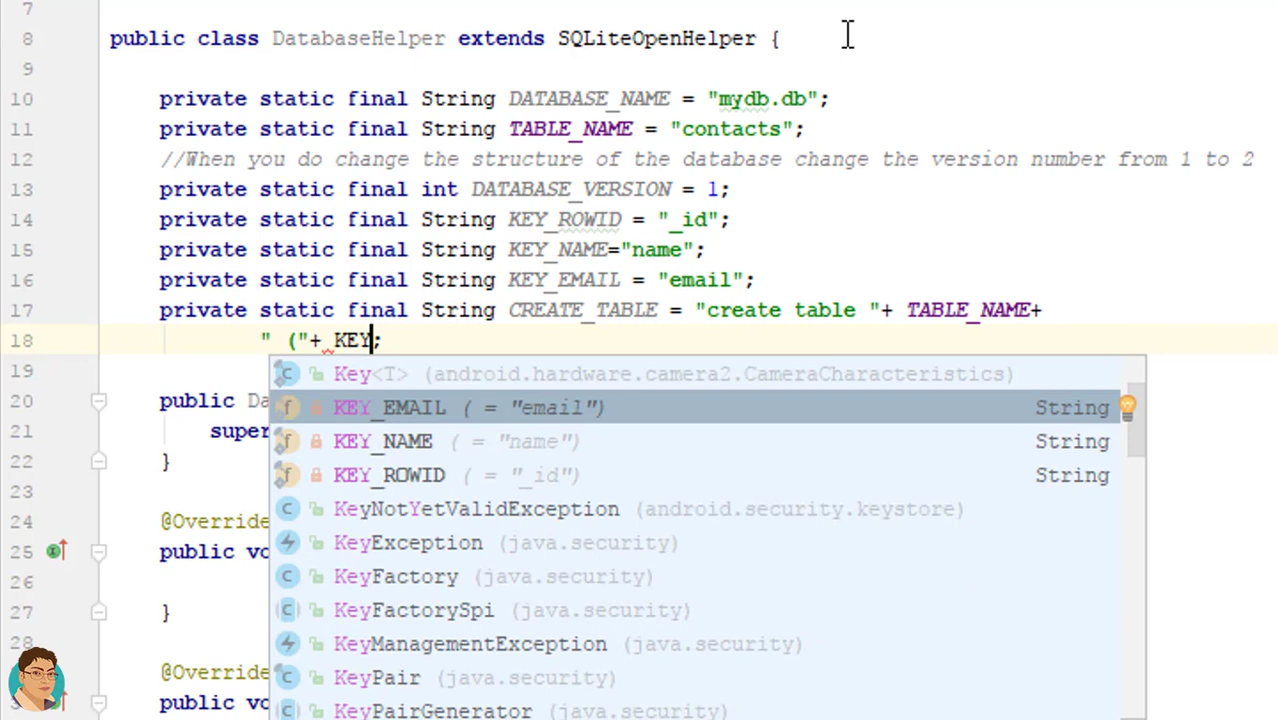 7
8 public class DatabaseHelper extends SQLiteOpenHelper {
9
10 private static final String DATABASE_NAME = "mydb.db";
11 private static final String TABLE_NAME = "contacts";
12 //When you do change the structure of the database change the version number from 1 to 2
13 private static final int DATABASE_VERSION = 1;
14 private static final String KEY_ROWID = "_id";
15 private static final String KEY_NAME="name";
16 private static final String KEY_EMAIL = "email";
17 private static final String CREATE_TABLE = "create table "+ TABLE_NAME+
18 " ("+ KEY;
19 Key<T> (android.hardware.camera2.CameraCharacteristics)
20 public Da KEY_EMAIL ( = "email") String
21 super KEY_NAME ( = "name") String
22 } KEY_ROWID ( = "_id") String
23 KeyNotYetValidException (android.security.keystore)
24 @Override KeyException (java.security)
25 public vo KeyFactory (java.security)
26
27 } KeyFactorySpi (java.security)
28 KeyManagementException (java.security)
@Override KeyPair (java.security)
public vo KeyPairGenerator (java.security)